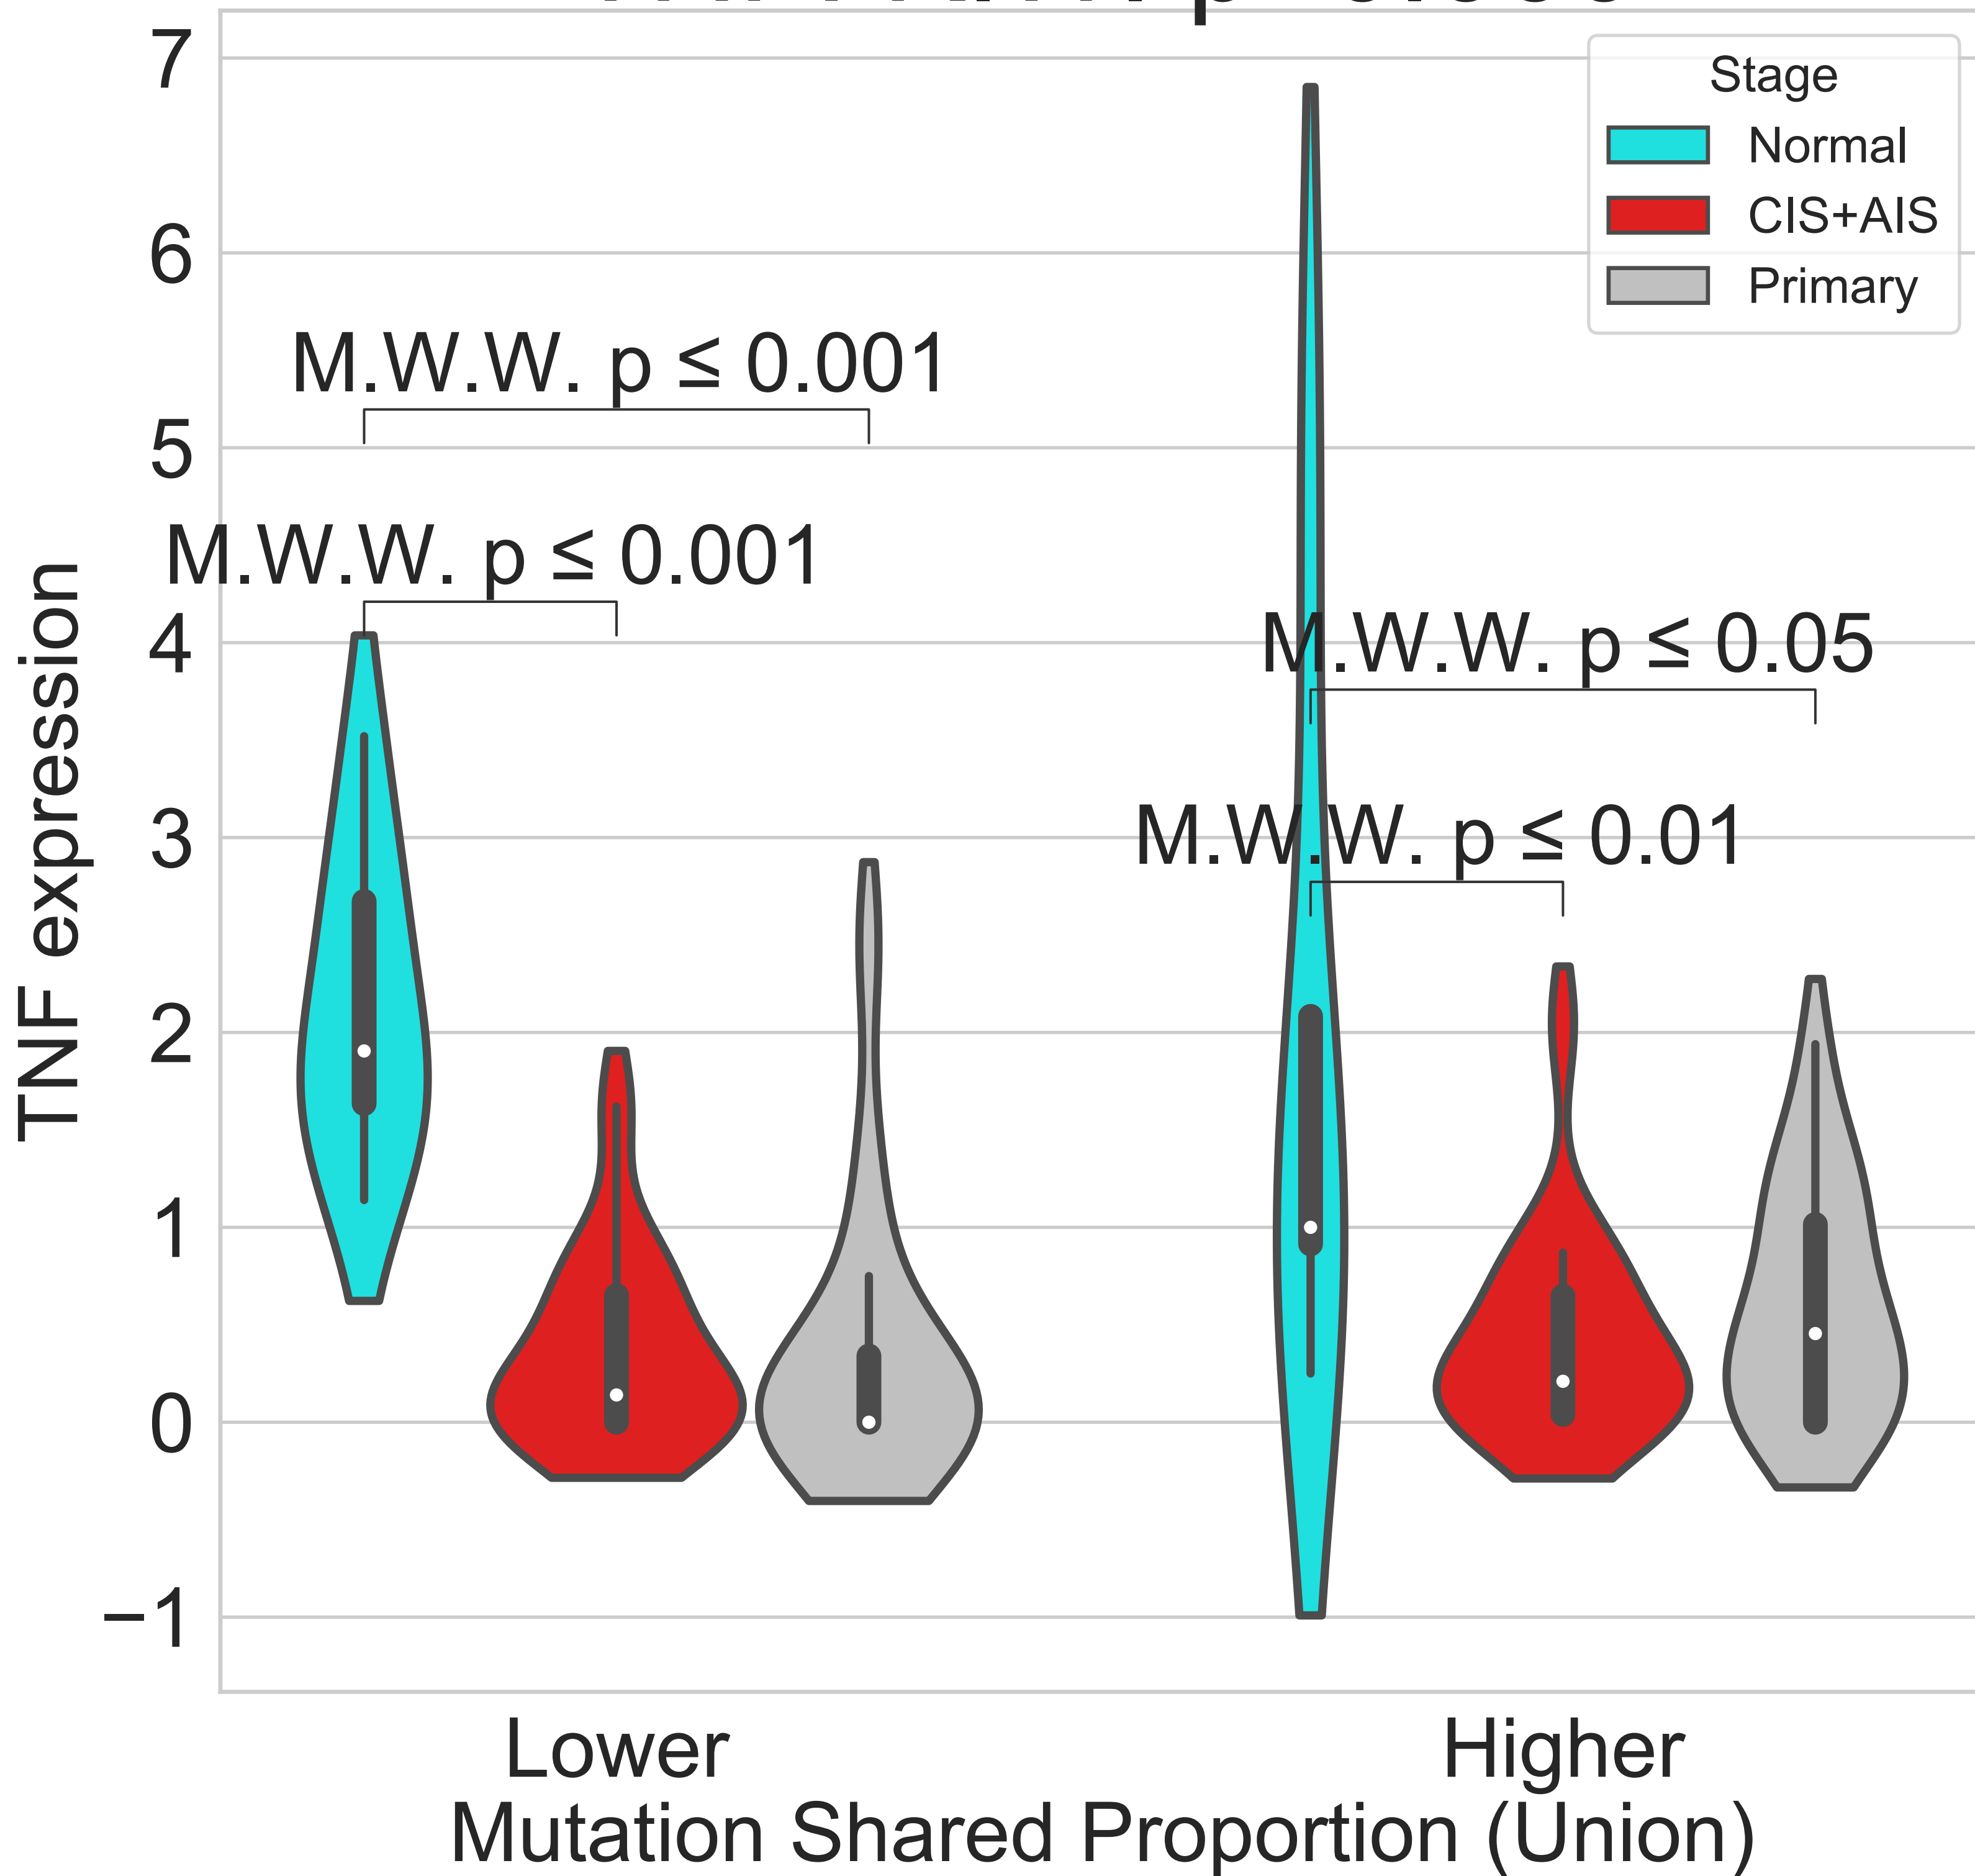 7
6
5
4
3
2
1
0
−1
TNF expression
Stage
Normal
CIS+AIS
Primary
M.W.W. p ≤ 0.001
M.W.W. p ≤ 0.001
M.W.W. p ≤ 0.05
M.W.W. p ≤ 0.01
Lower
Higher
Mutation Shared Proportion (Union)